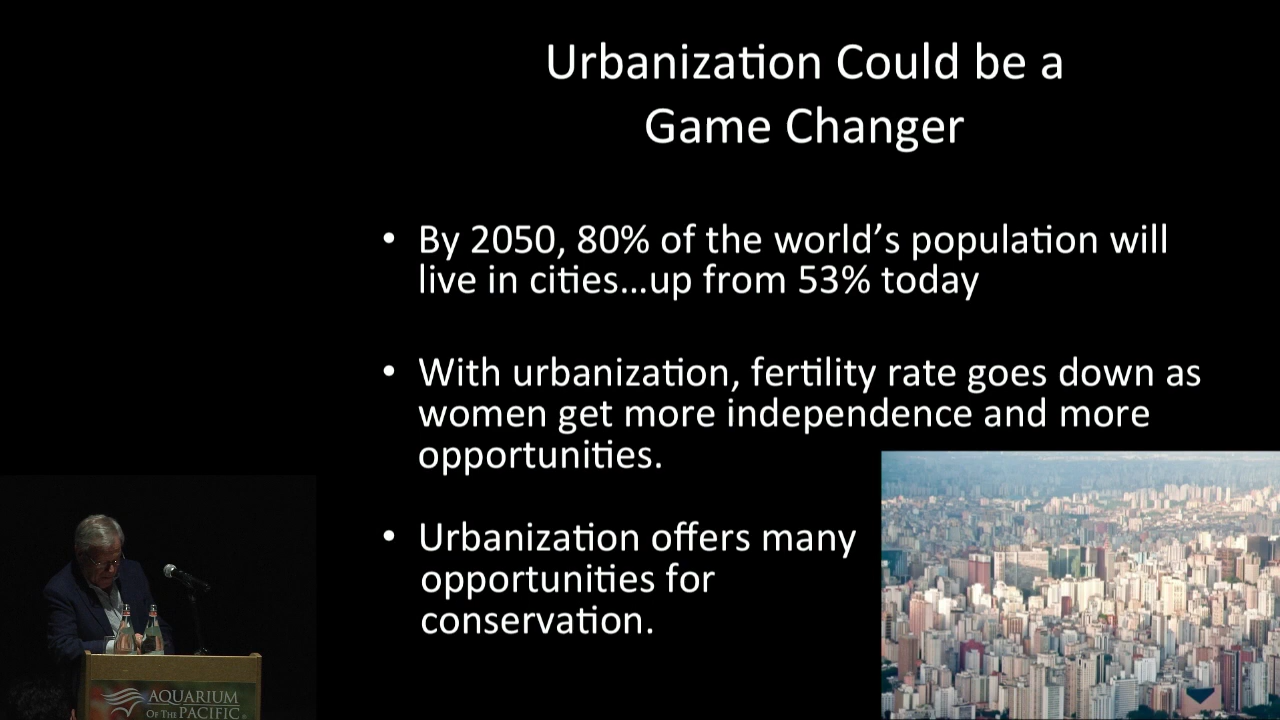 Urbanization Could be a
Game Changer
• By 2050, 80% of the world’s population will
live in cities...up from 53% today
• With urbanization, fertility rate goes down as
women get more independence and more
opportunities.
• Urbanization offers many
opportunities for
conservation.
AQUARIUM
OF THE PACIFIC